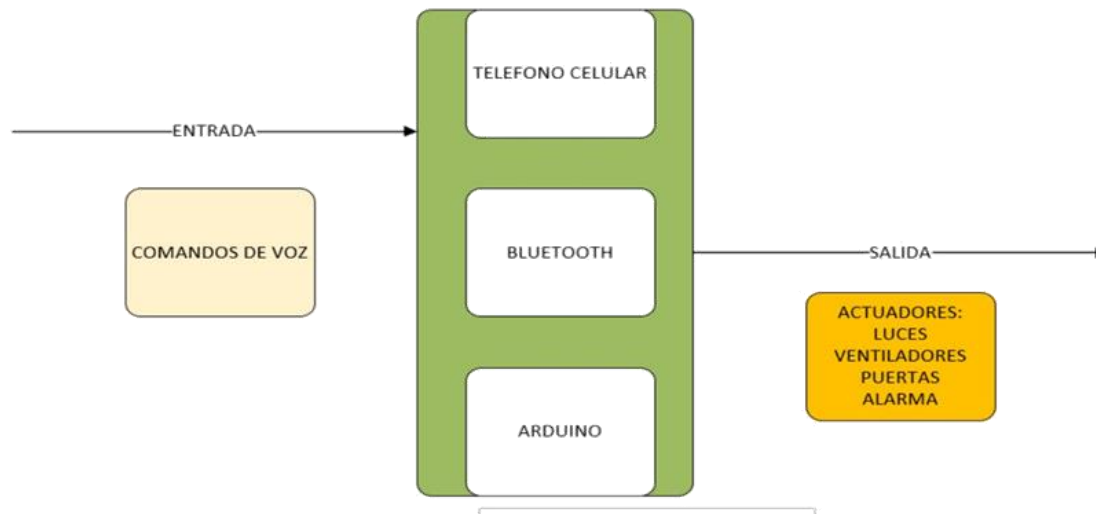 TELEFONO CELULAR
ENTRADA
COMANDOS DE VOZ
BLUETOOTH
SALIDA
ACTUADORES:
LUCES
VENTILADORES
PUERTAS
ALARMA
ARDUINO